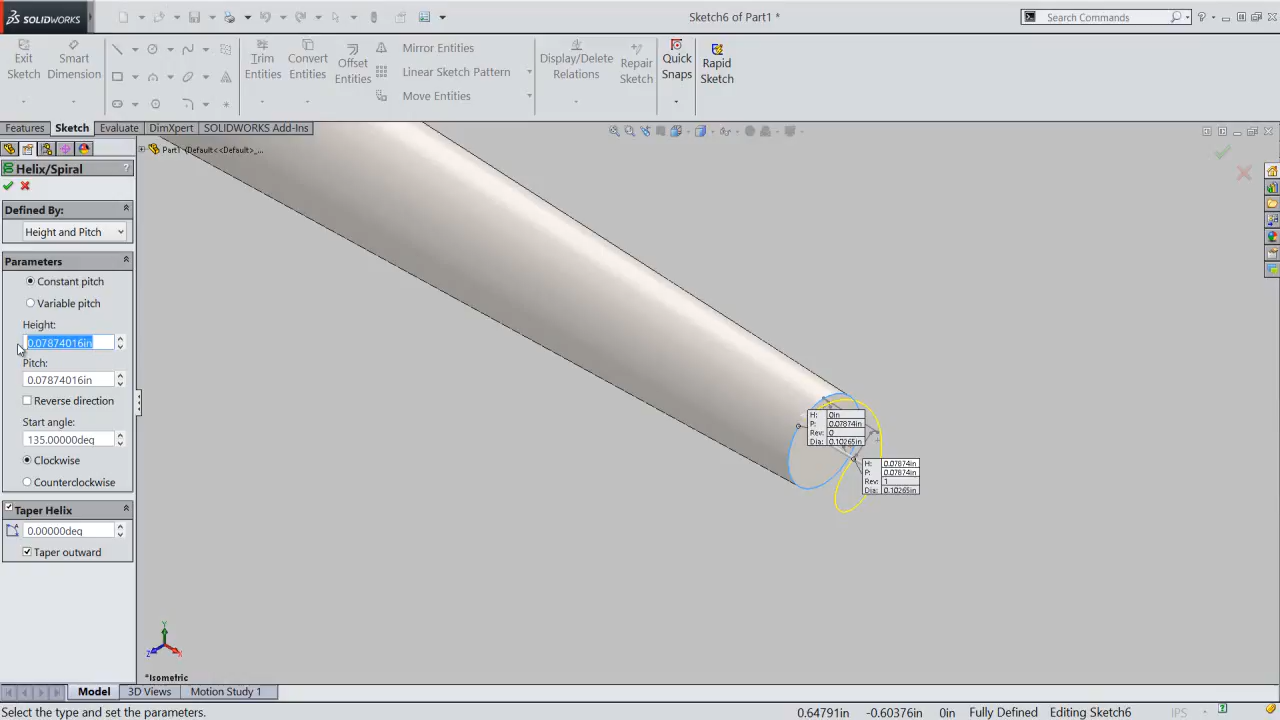 SOLIDWORKS
Sketch6 of Part1 *
Search Commands
Exit Sketch
Smart Dimension
Trim Entities
Convert Entities
Offset Entities
Mirror Entities
Linear Sketch Pattern
Move Entities
Display/Delete Relations
Repair Sketch
Quick Snaps
Rapid Sketch
Features
Sketch
Evaluate
DimXpert
SOLIDWORKS Add-Ins
Part1 (Default<<Default>_...
Helix/Spiral
?
Defined By:
Height and Pitch
Parameters
Constant pitch
Variable pitch
Height:
0.07874016in
Pitch:
0.07874016in
Reverse direction
Start angle:
135.00000deg
Clockwise
Counterclockwise
Taper Helix
0.00000deg
Taper outward
H: 0in
P: 0.07874in
Rev: 0
Dia: 0.10265in
H: 0.07874in
P: 0.07874in
Rev: 1
Dia: 0.10265in
Y
Z
X
*Isometric
Model
3D Views
Motion Study 1
Select the type and set the parameters.
0.64791in
-0.60376in
0in
Fully Defined
Editing Sketch6
IPS